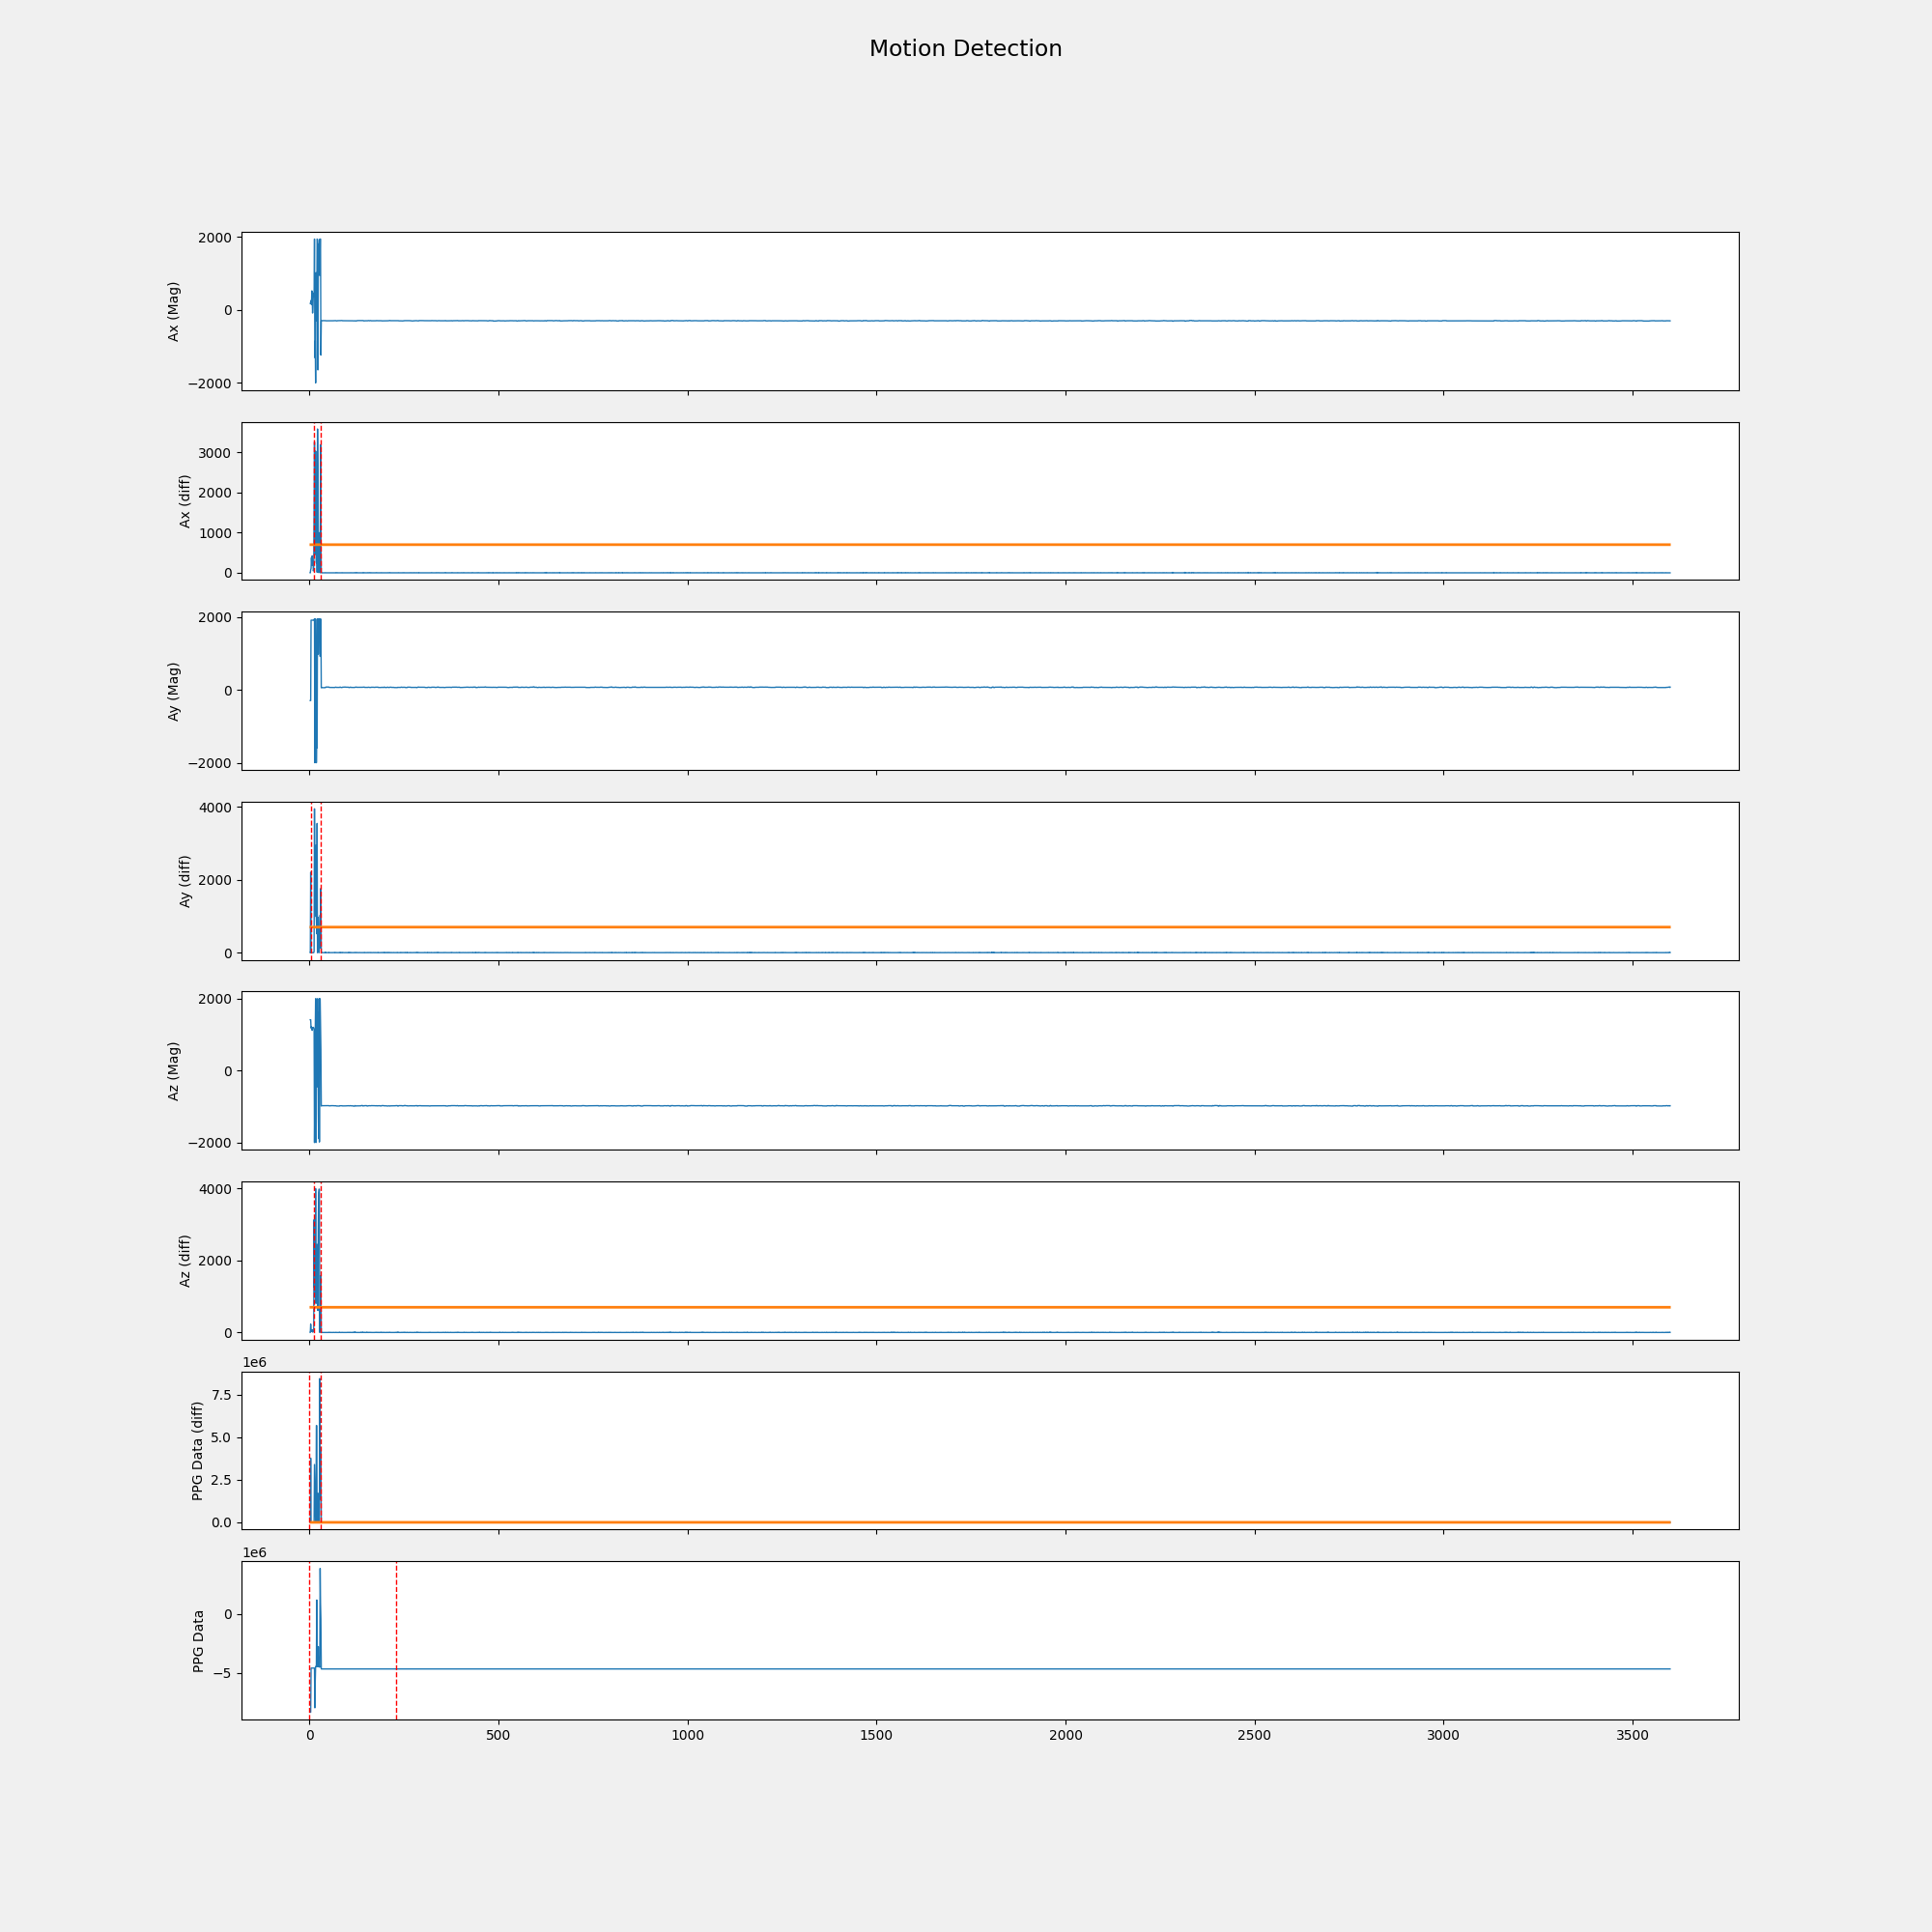 Motion Detection
2000
0
−2000
Ax (Mag)
3000
2000
1000
0
Ax (diff)
2000
0
−2000
Ay (Mag)
4000
2000
0
Ay (diff)
2000
0
−2000
Az (Mag)
4000
2000
0
Az (diff)
1e6
7.5
5.0
2.5
0.0
PPG Data (diff)
1e6
0
−5
PPG Data
0 500 1000 1500 2000 2500 3000 3500